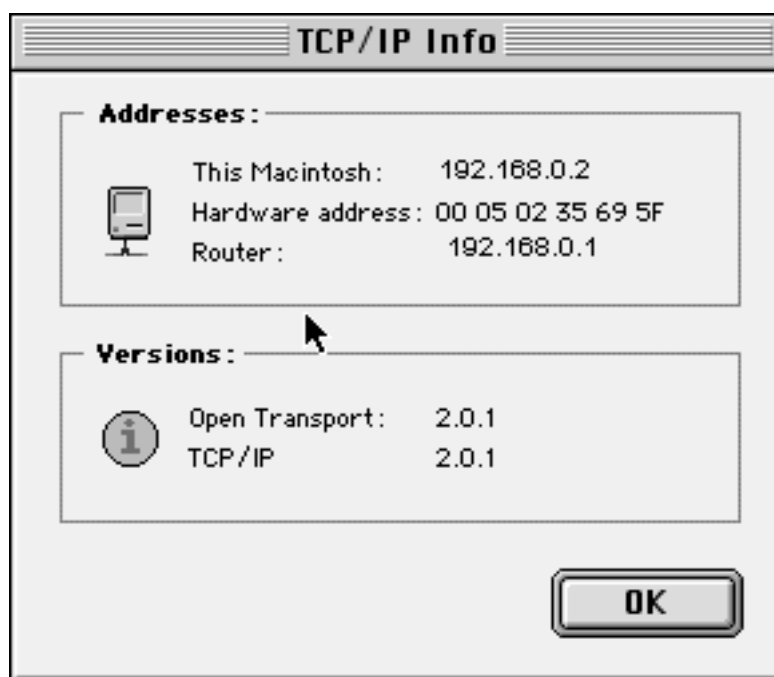 TCP/IP Info
Addresses:
This Macintosh: 192.168.0.2
Hardware address: 00 05 02 35 69 5F
Router: 192.168.0.1
Versions:
Open Transport: 2.0.1
TCP/IP 2.0.1
OK